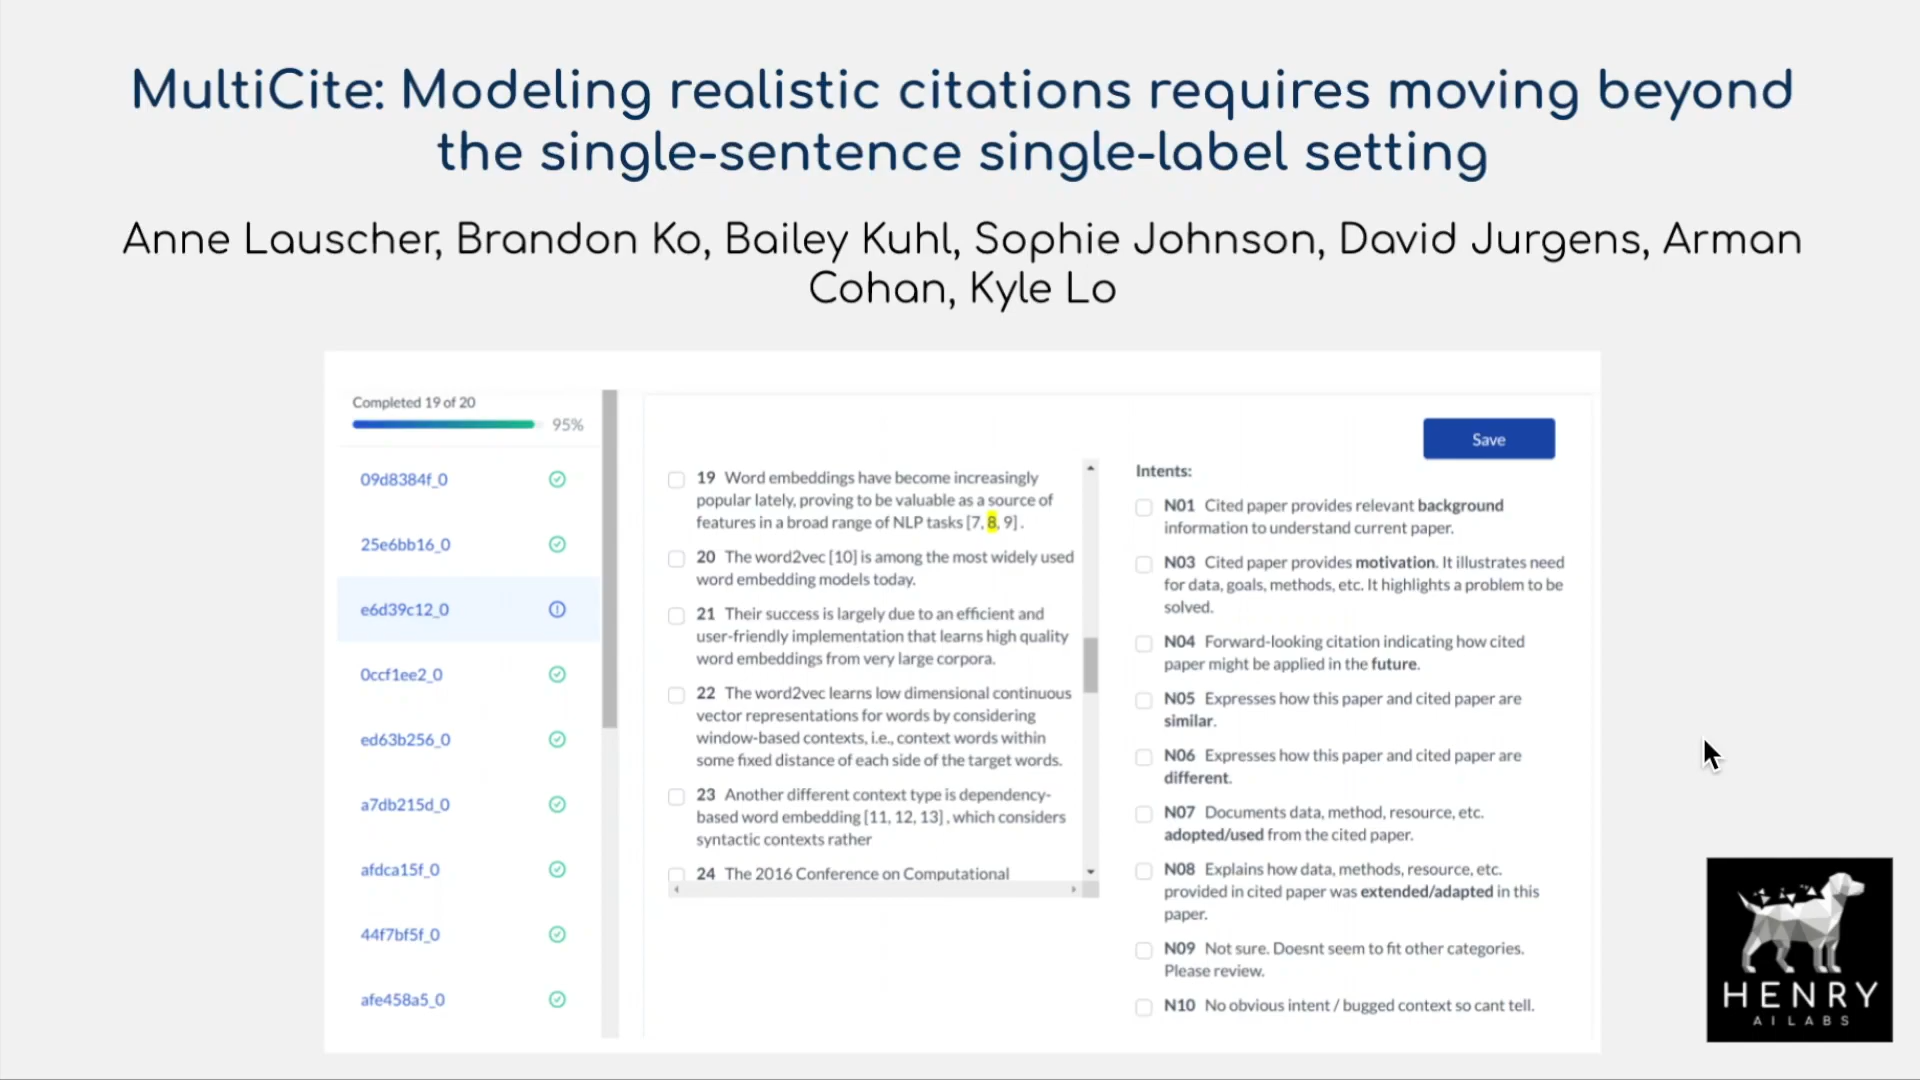 MultiCite: Modeling realistic citations requires moving beyond
the single-sentence single-label setting
Anne Lauscher, Brandon Ko, Bailey Kuhl, Sophie Johnson, David Jurgens, Arman
Cohan, Kyle Lo
Completed 19 of 20
95%
09d8384f_0
25e6bb16_0
e6d39c12_0
0ccf1ee2_0
ed63b256_0
a7db215d_0
afdca15f_0
44f7bf5f_0
afe458a5_0
19 Word embeddings have become increasingly
popular lately, proving to be valuable as a source of
features in a broad range of NLP tasks [7, 8, 9] .
20 The word2vec [10] is among the most widely used
word embedding models today.
21 Their success is largely due to an efficient and
user-friendly implementation that learns high quality
word embeddings from very large corpora.
22 The word2vec learns low dimensional continuous
vector representations for words by considering
window-based contexts, i.e., context words within
some fixed distance of each side of the target words.
23 Another different context type is dependency-
based word embedding [11, 12, 13] , which considers
syntactic contexts rather
24 The 2016 Conference on Computational
Save
Intents:
N01 Cited paper provides relevant background
information to understand current paper.
N03 Cited paper provides motivation. It illustrates need
for data, goals, methods, etc. It highlights a problem to be
solved.
N04 Forward-looking citation indicating how cited
paper might be applied in the future.
N05 Expresses how this paper and cited paper are
similar.
N06 Expresses how this paper and cited paper are
different.
N07 Documents data, method, resource, etc.
adopted/used from the cited paper.
N08 Explains how data, methods, resource, etc.
provided in cited paper was extended/adapted in this
paper.
N09 Not sure. Doesnt seem to fit other categories.
Please review.
N10 No obvious intent / bugged context so cant tell.
HENRY
AI LABS